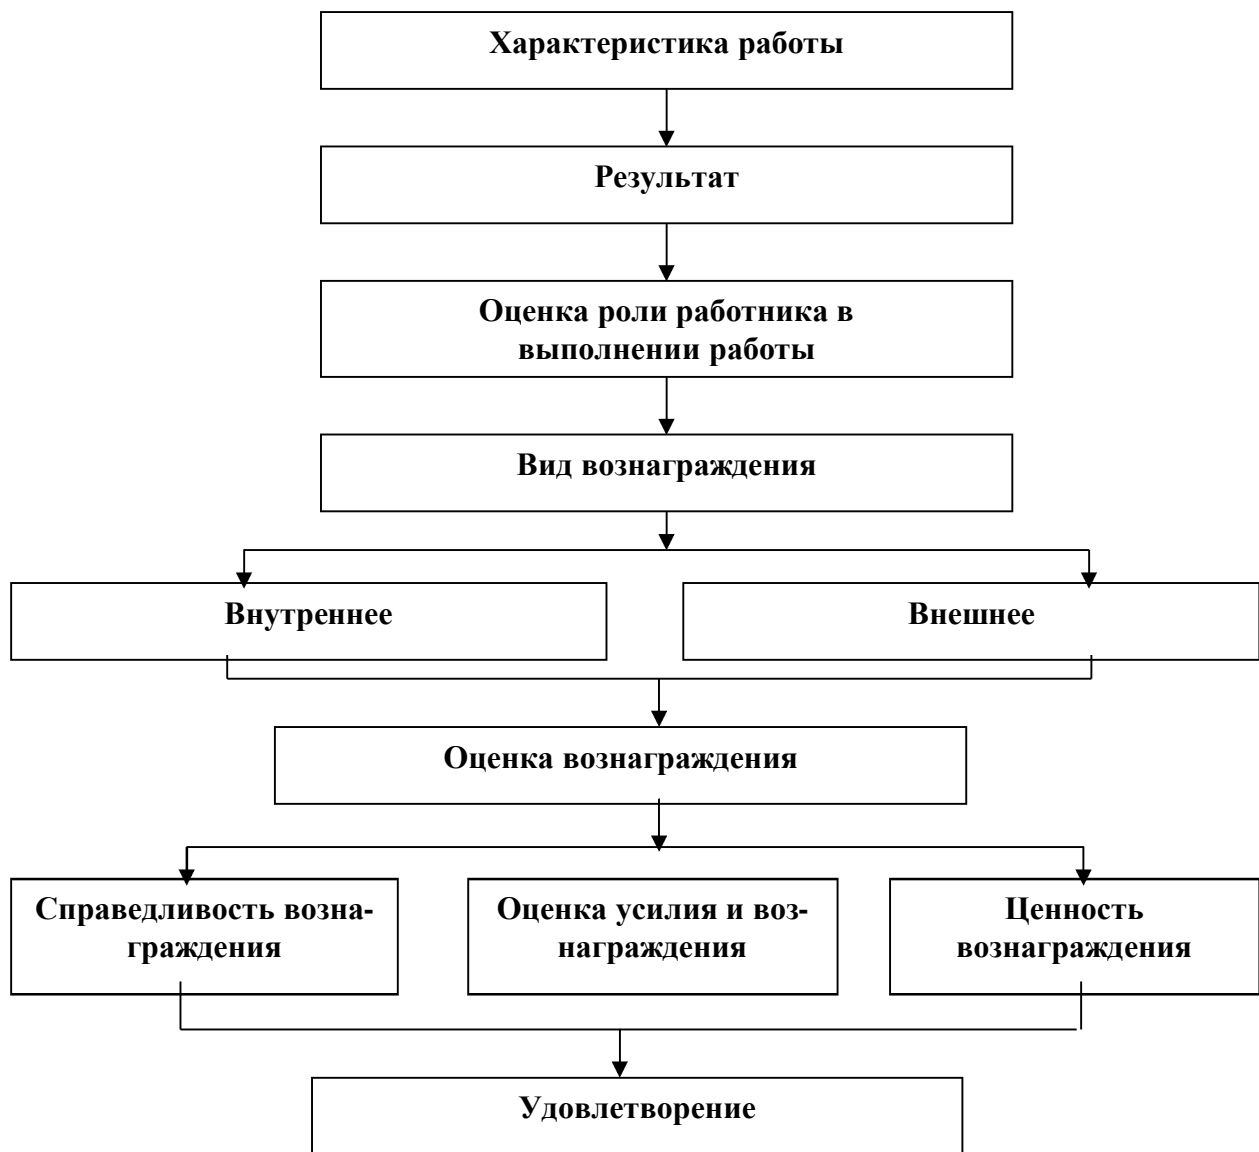 Характеристика работы
Результат
Оценка роли работника в
выполнении работы
Вид вознаграждения
Внутреннее
Внешнее
Оценка вознаграждения
Справедливость возна-
граждения
Оценка усилия и воз-
награждения
Ценность
вознаграждения
Удовлетворение